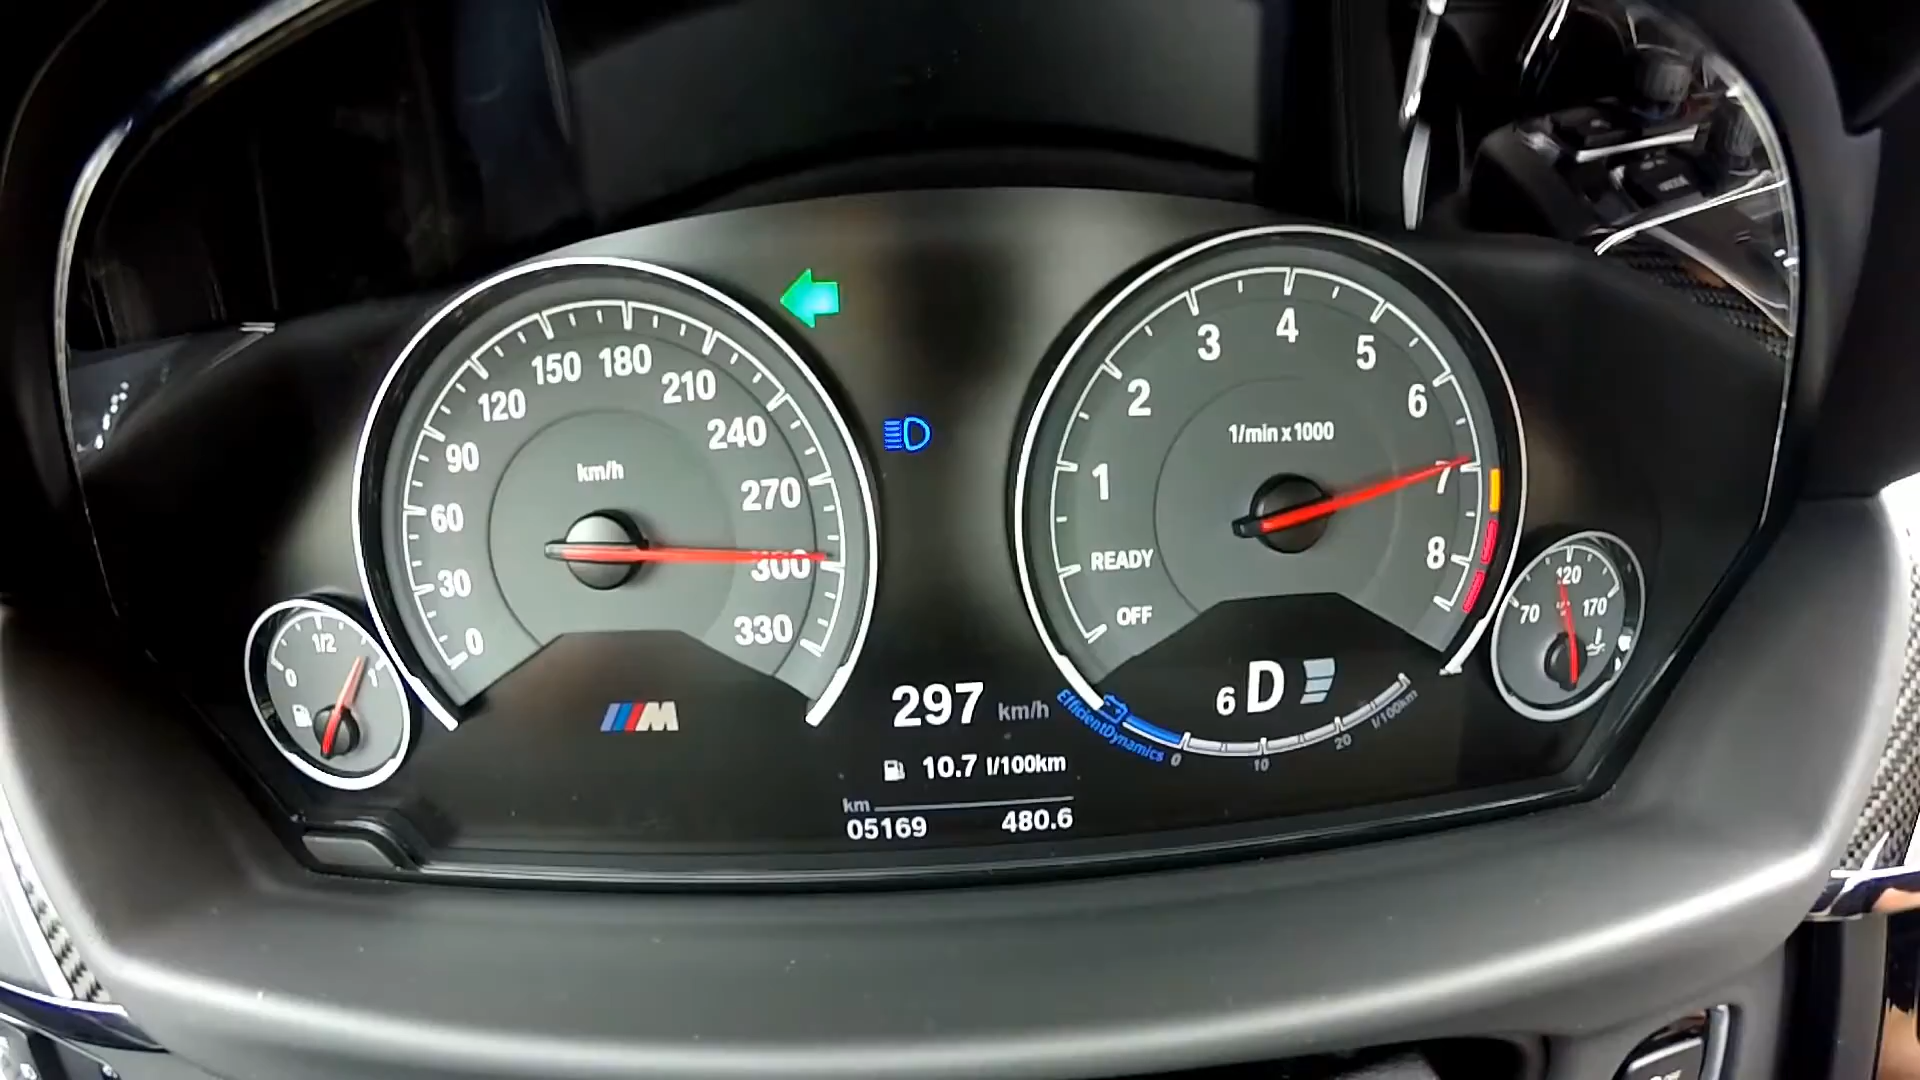 km/h
0
30
60
90
120
150
180
210
240
270
300
330
0
1/2
1
M
297 km/h
10.7 l/100km
km
05169 480.6
1/min x 1000
OFF
READY
1
2
3
4
5
6
7
8
6 D
EfficientDynamics
0
10
20
l/100km
70
120
170